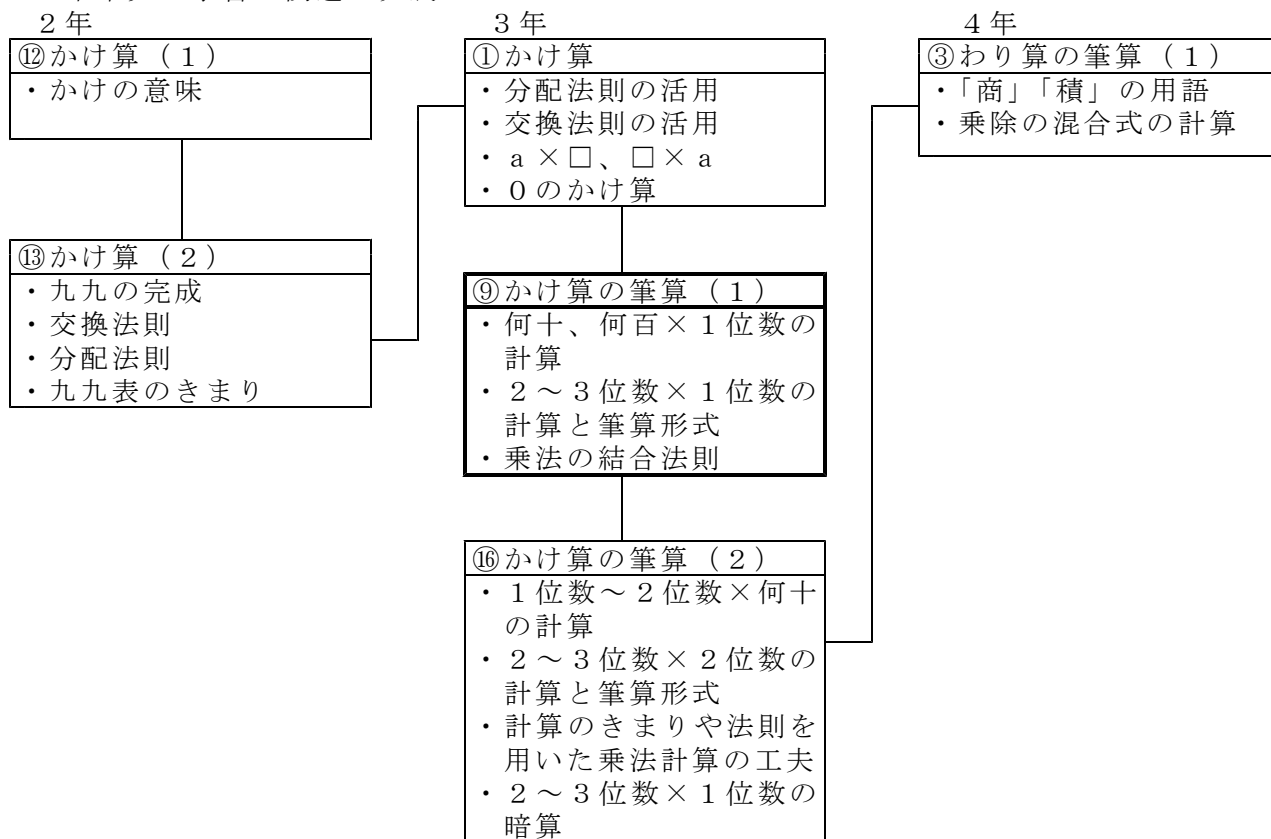 2年
⑫かけ算(1)
・かけの意味
⑬かけ算(2)
・九九の完成
・交換法則
・分配法則
・九九表のきまり
3年
①かけ算
・分配法則の活用
・交換法則の活用
・a×□、□×a
・0のかけ算
⑨かけ算の筆算(1)
・何十、何百×1位数の
計算
・2~3位数×1位数の
計算と筆算形式
・乗法の結合法則
⑯かけ算の筆算(2)
・1位数~2位数×何十
の計算
・2~3位数×2位数の
計算と筆算形式
・計算のきまりや法則を
用いた乗法計算の工夫
・2~3位数×1位数の
暗算
4年
③わり算の筆算(1)
・「商」「積」の用語
・乗除の混合式の計算